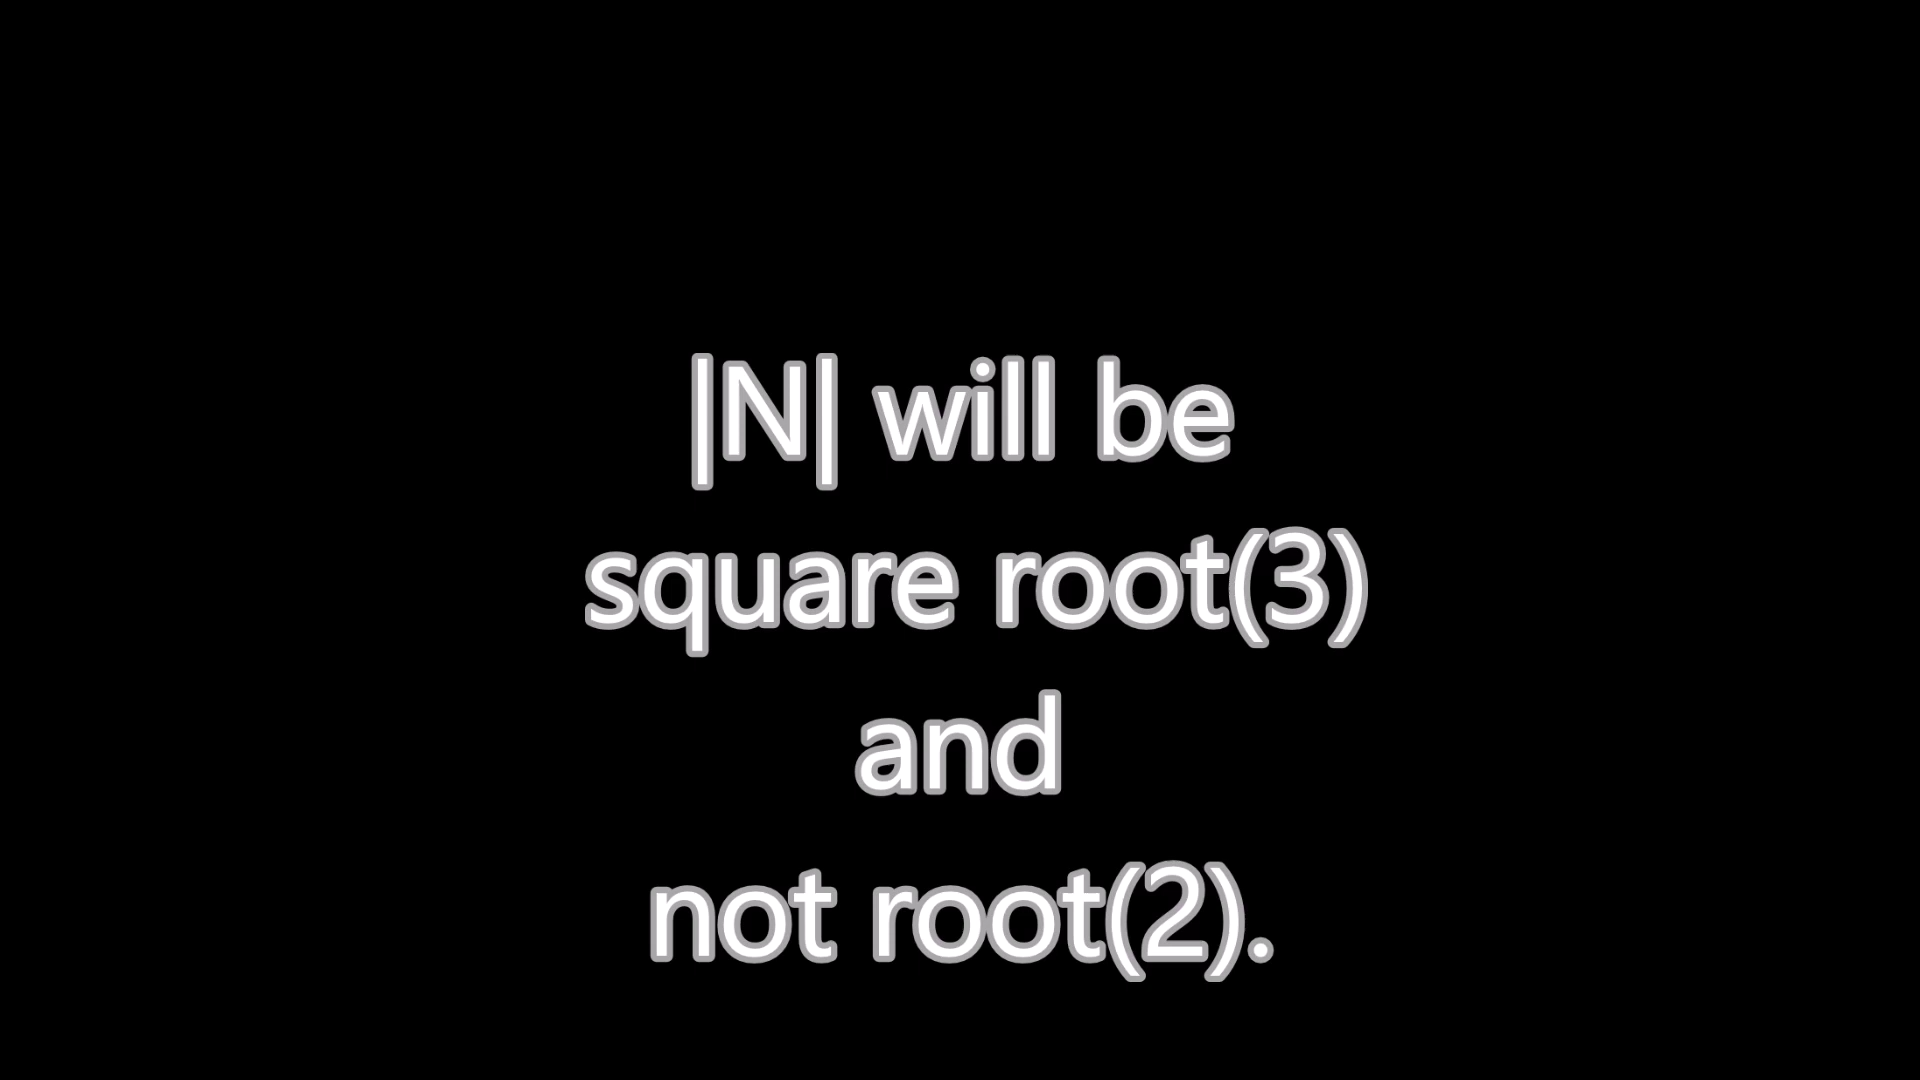 |N| will be
square root(3)
and
not root(2).